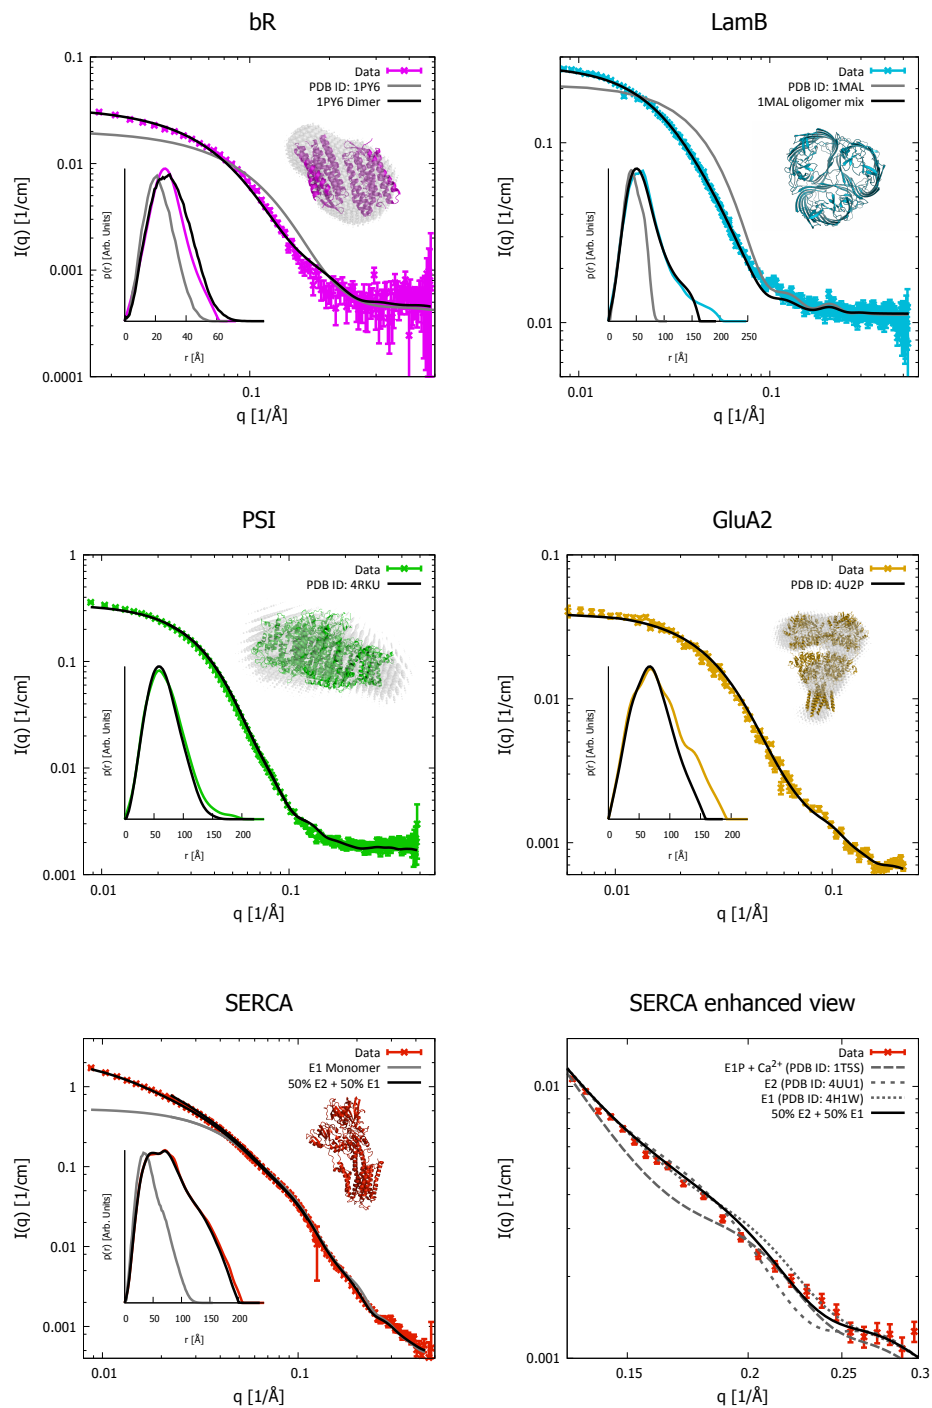 bR
0.1
0.01
0.001
0.0001
I(q) [1/cm]
Data
PDB ID: 1PY6
1PY6 Dimer
p(r) [Arb. Units]
0 20 40 60
r [Å]
0.1
q [1/Å]
LamB
0.1
0.01
I(q) [1/cm]
Data
PDB ID: 1MAL
1MAL oligomer mix
p(r) [Arb. Units]
0 50 100 150 200 250
r [Å]
0.01 0.1
q [1/Å]
PSI
1
0.1
0.01
0.001
I(q) [1/cm]
Data
PDB ID: 4RKU
p(r) [Arb. Units]
0 50 100 150 200
r [Å]
0.01 0.1
q [1/Å]
GluA2
0.1
0.01
0.001
I(q) [1/cm]
Data
PDB ID: 4U2P
p(r) [Arb. Units]
0 50 100 150 200
r [Å]
0.01 0.1
q [1/Å]
SERCA
1
0.1
0.01
0.001
I(q) [1/cm]
Data
E1 Monomer
50% E2 + 50% E1
p(r) [Arb. Units]
0 50 100 150 200
r [Å]
0.01 0.1
q [1/Å]
SERCA enhanced view
0.01
0.001
I(q) [1/cm]
Data
E1P + Ca²⁺ (PDB ID: 1T5S)
E2 (PDB ID: 4UU1)
E1 (PDB ID: 4H1W)
50% E2 + 50% E1
0.15 0.2 0.25 0.3
q [1/Å]